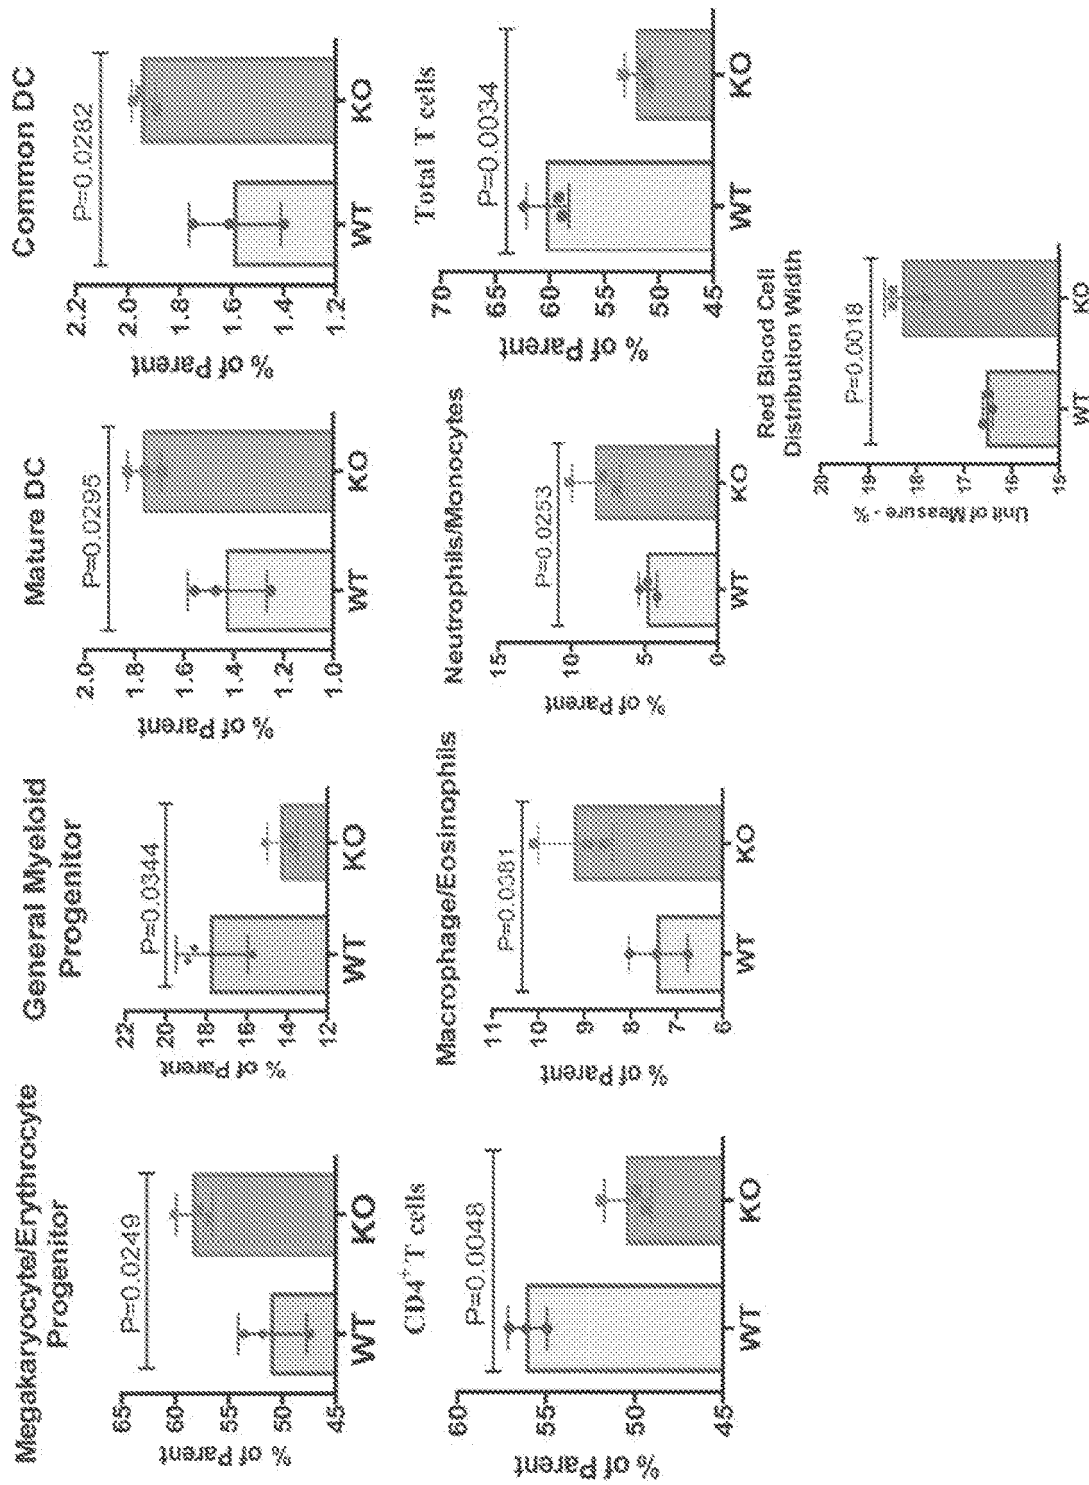 Megakaryocyte/Erythrocyte
Progenitor
P=0.0249
% of Parent
65
60
55
50
45
WT
KO
General Myeloid
Progenitor
P=0.0344
% of Parent
22
20
18
16
14
12
WT
KO
Mature DC
P=0.0295
% of Parent
2.0
1.8
1.6
1.4
1.2
1.0
WT
KO
Common DC
P=0.0282
% of Parent
2.2
2.0
1.8
1.6
1.4
1.2
WT
KO
CD4⁺ T cells
P=0.0048
% of Parent
60
55
50
45
WT
KO
Macrophage/Eosinophils
P=0.0381
% of Parent
11
10
9
8
7
6
WT
KO
Neutrophils/Monocytes
P=0.0253
% of Parent
15
10
5
0
WT
KO
Total T cells
P=0.0034
% of Parent
70
65
60
55
50
45
WT
KO
Red Blood Cell
Distribution Width
P=0.0018
Unit of Measure - %
20
19
18
17
16
15
WT
KO